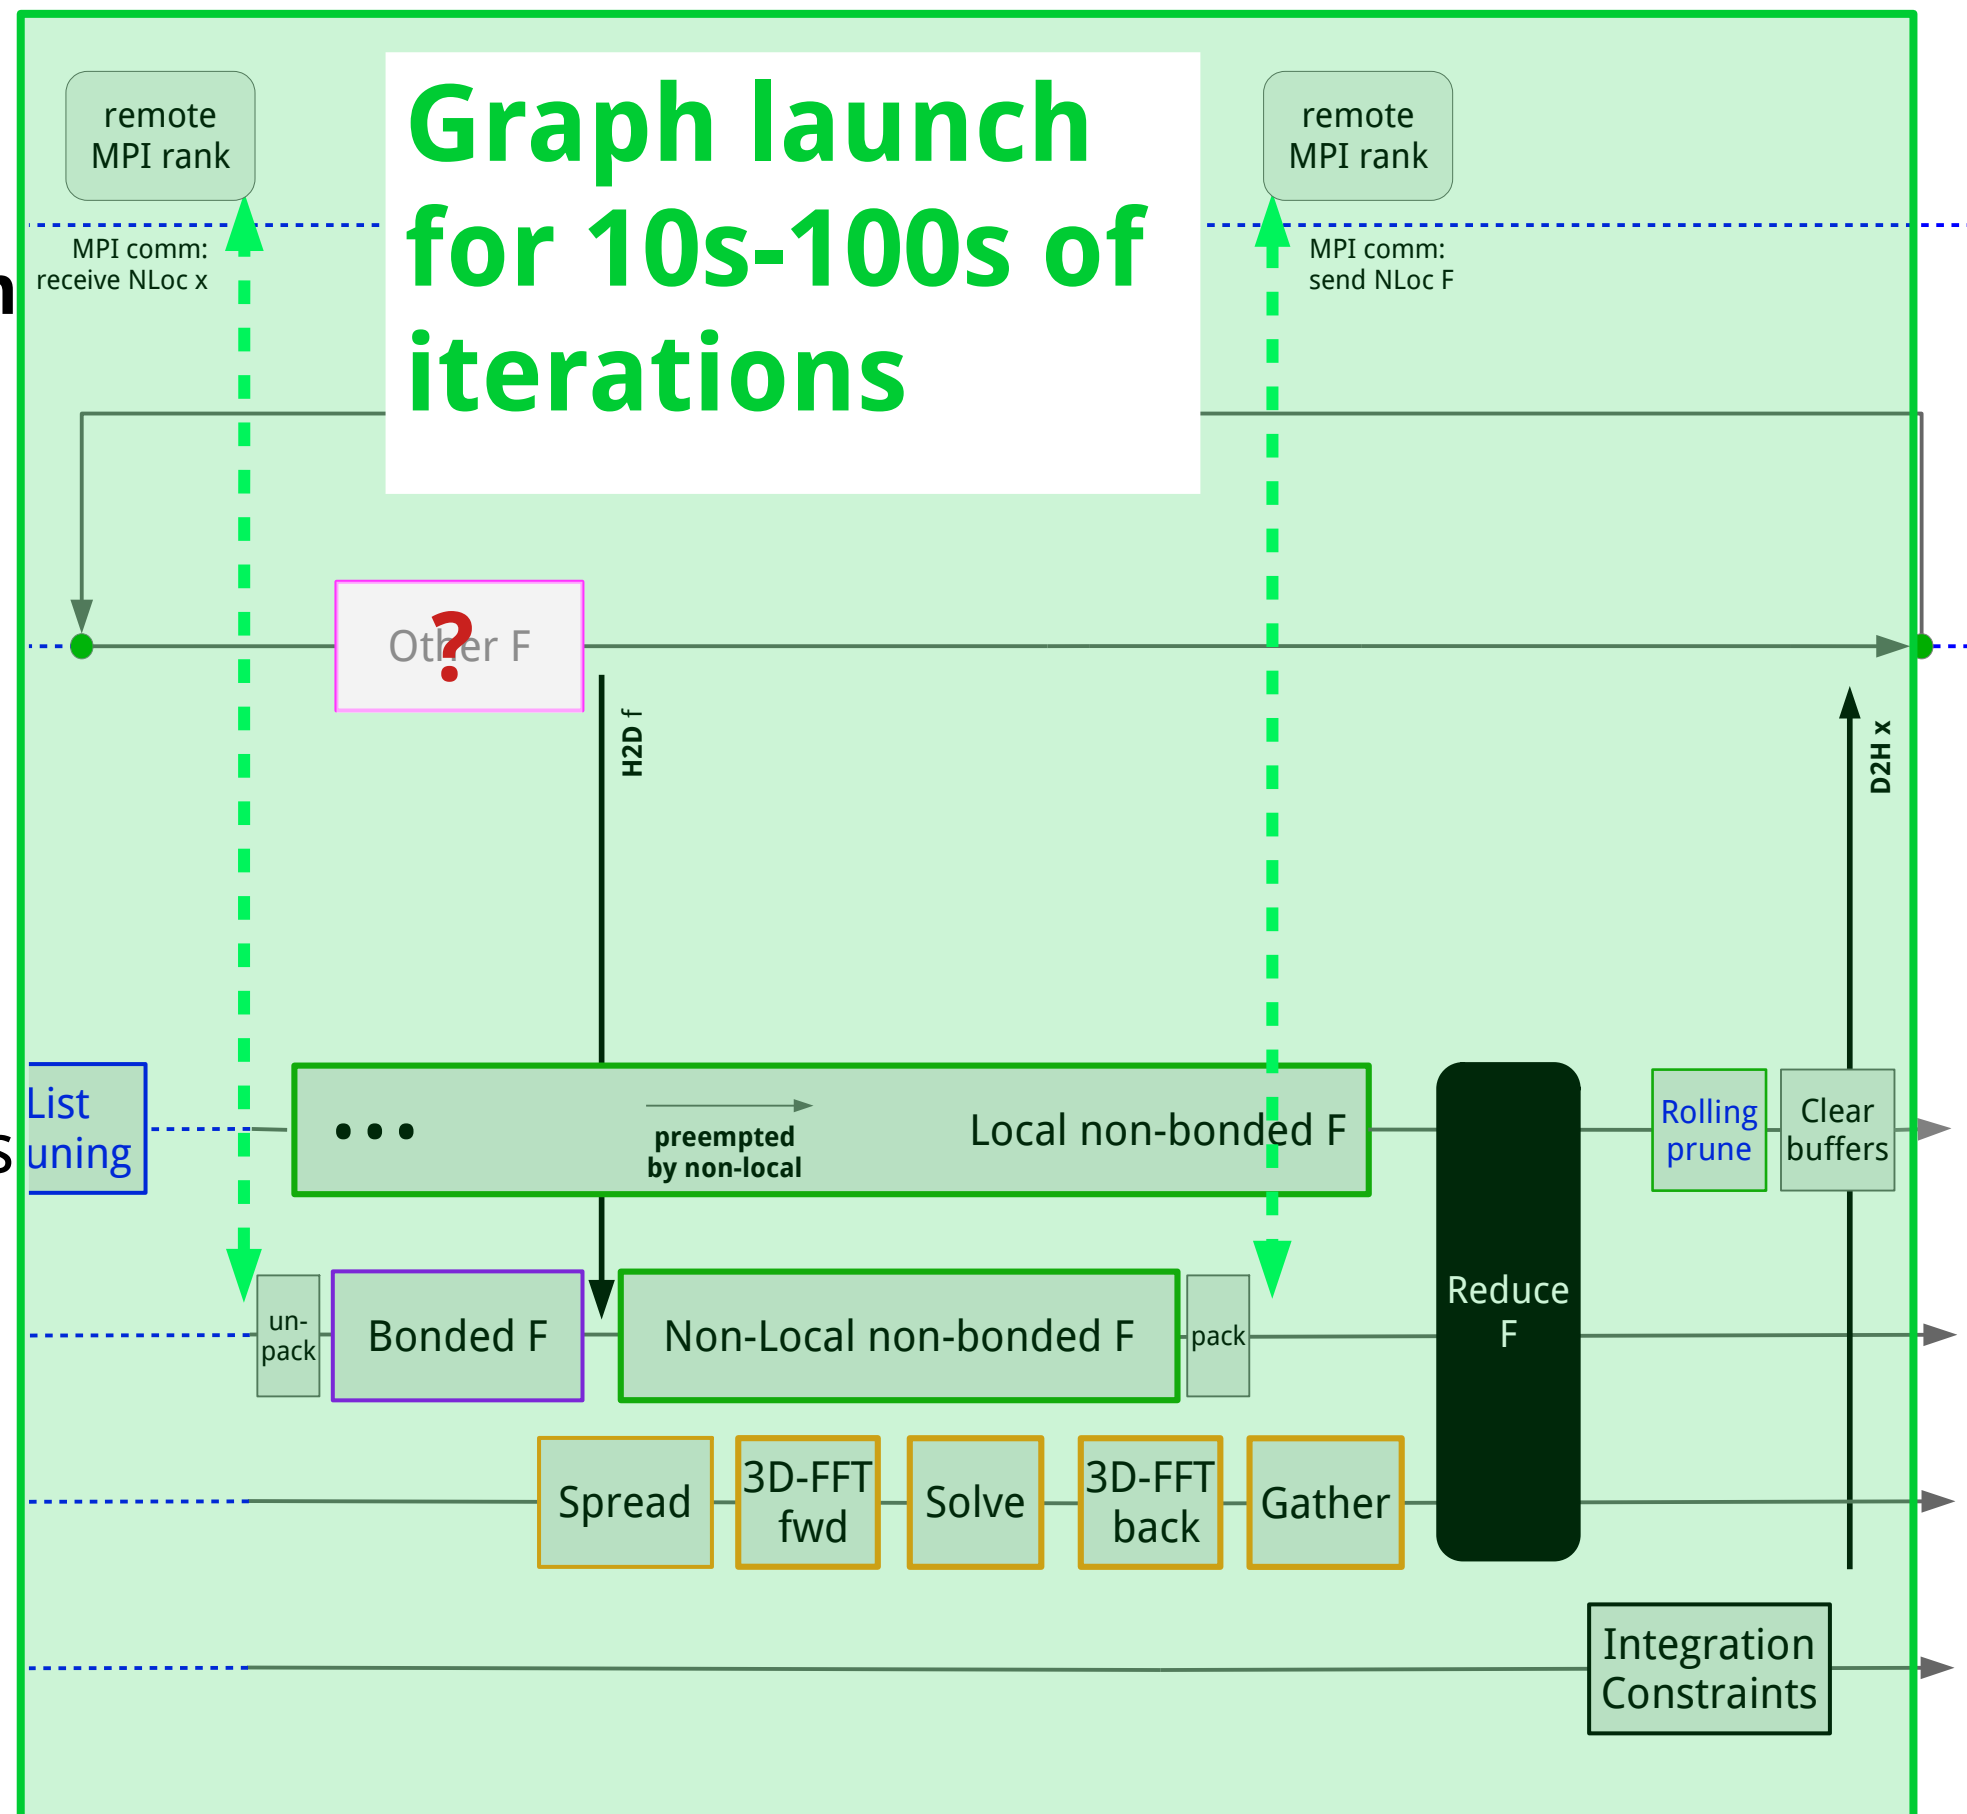 remote
MPI rank
Graph launch
for 10s-100s of
iterations
remote
MPI rank
MPI comm:
receive NLoc x
MPI comm:
send NLoc F
n
Other F
?
H2D f
D2H x
List
uning
s
...
preempted
by non-local
Local non-bonded F
Rolling
prune
Clear
buffers
un-
pack
Bonded F
Non-Local non-bonded F
pack
Reduce
F
Spread
3D-FFT
fwd
Solve
3D-FFT
back
Gather
Integration
Constraints